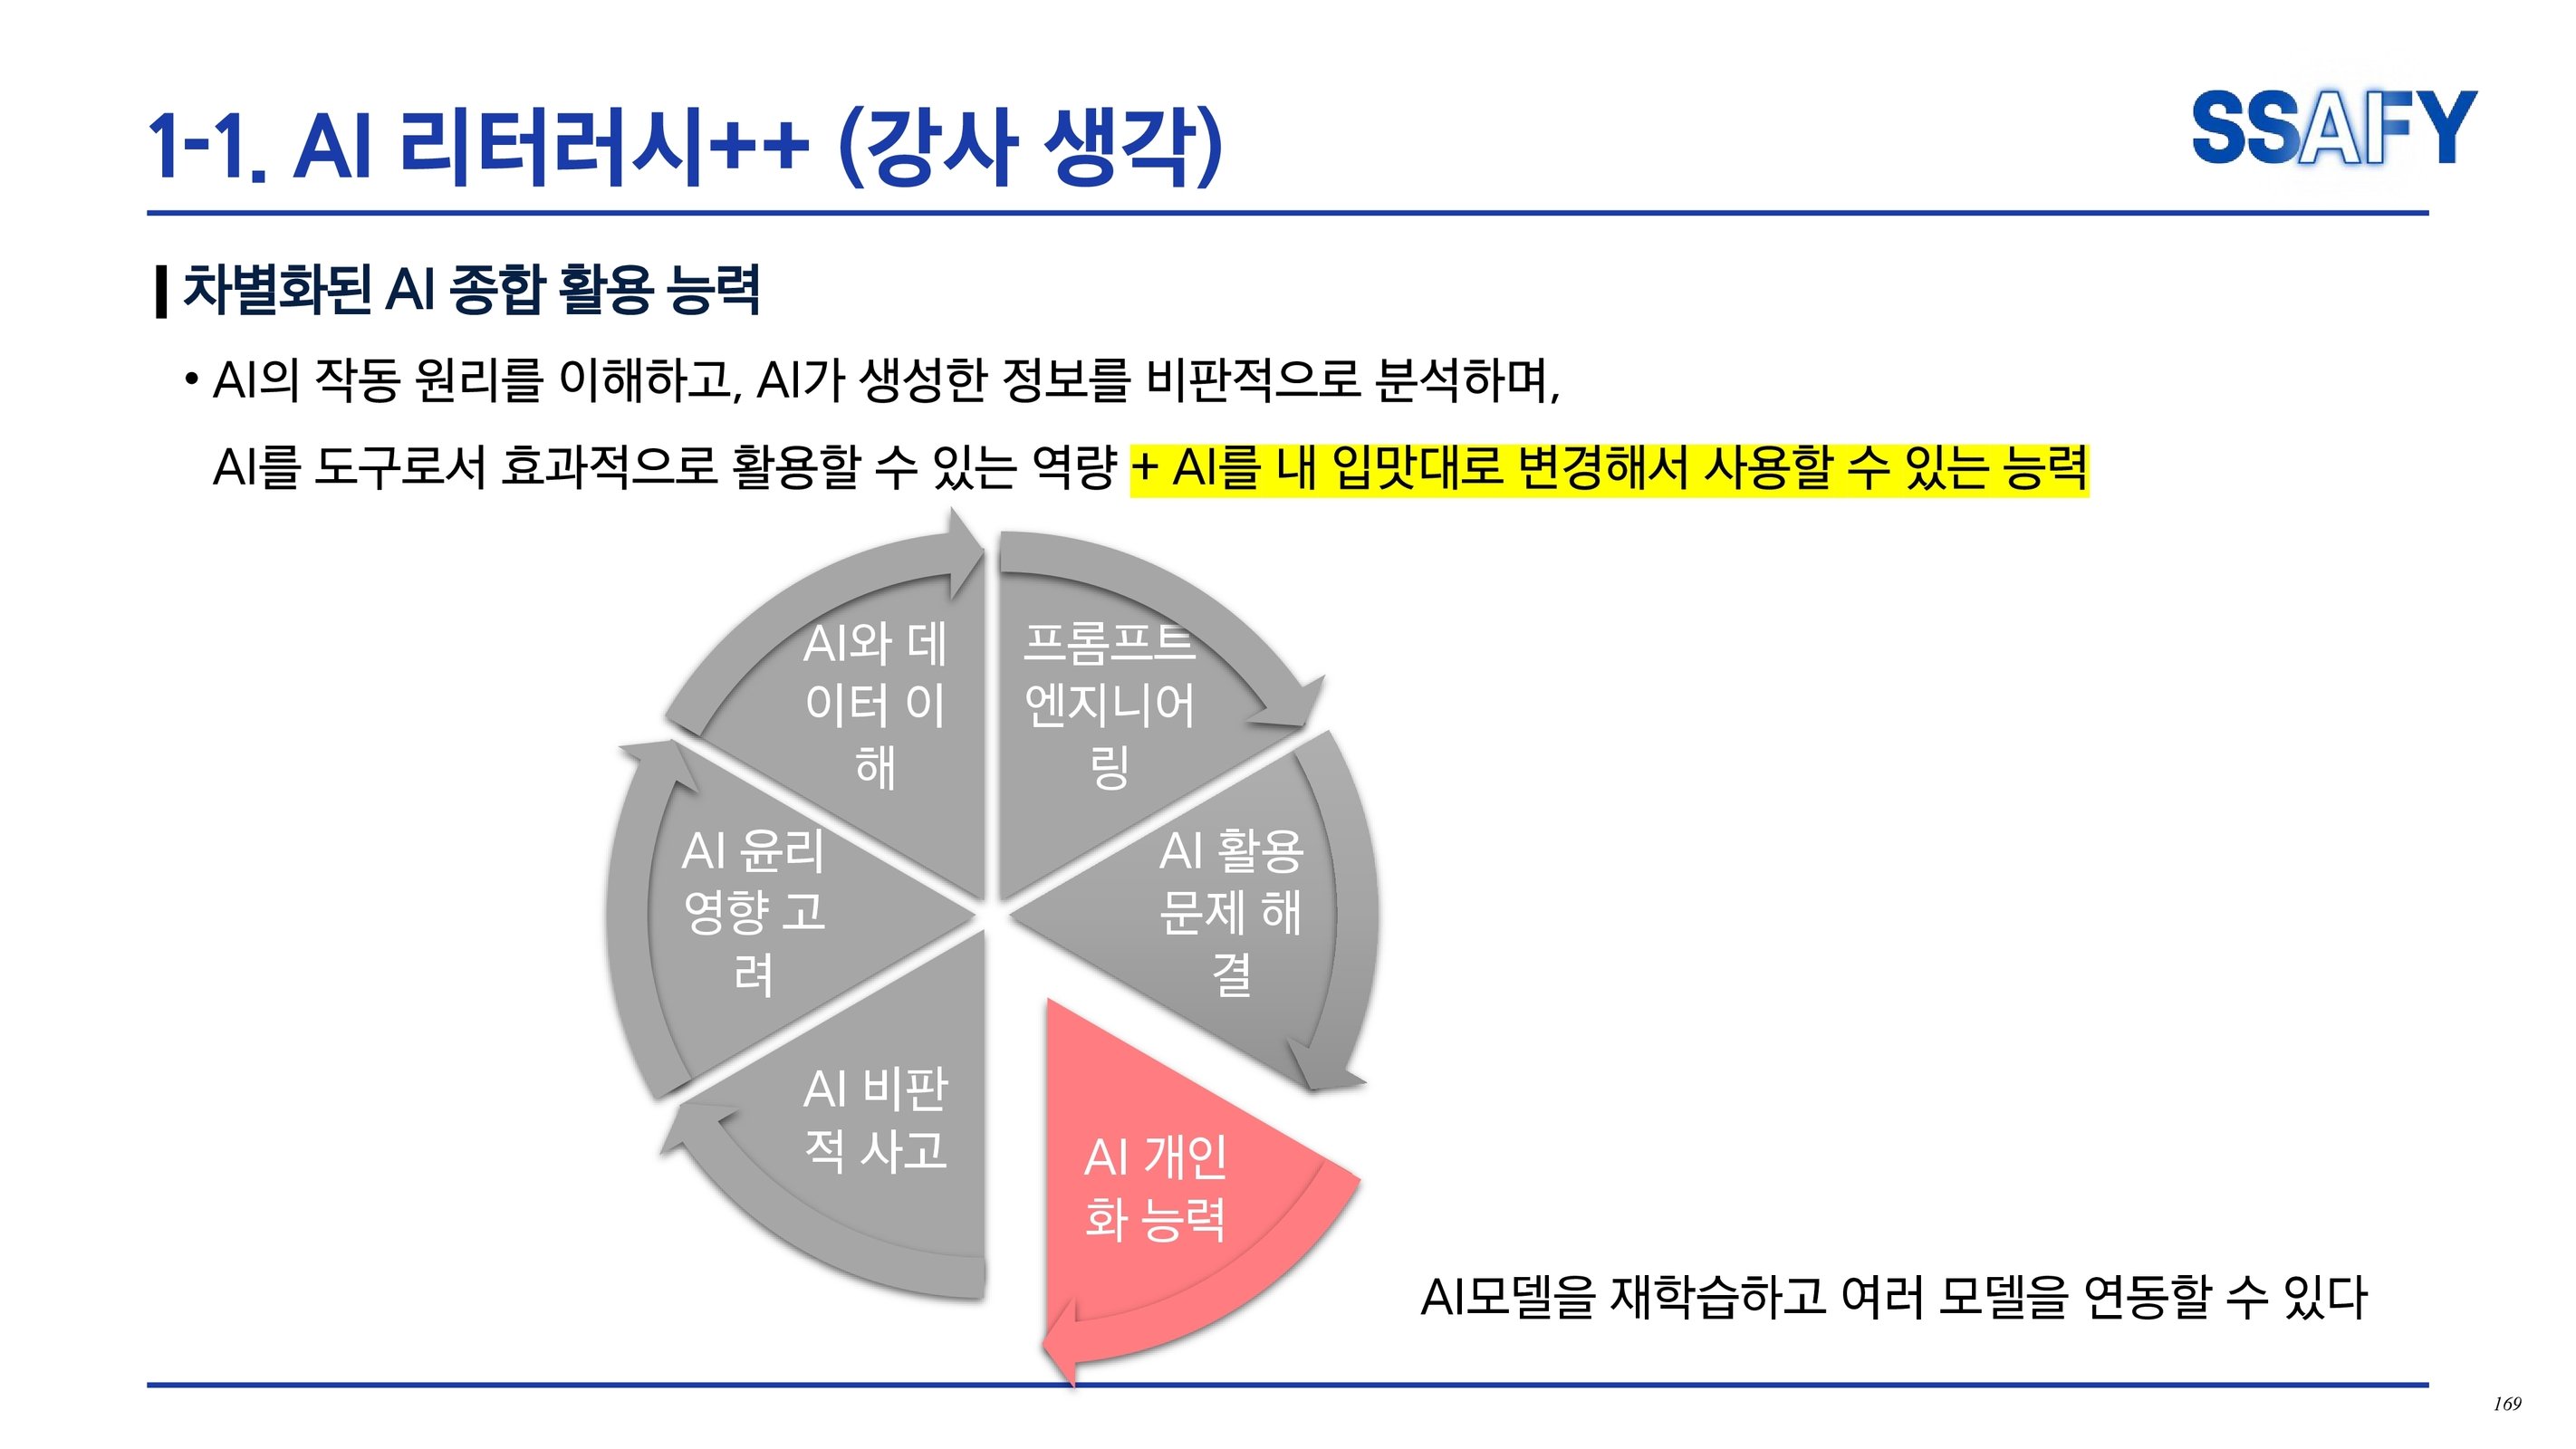 1-1. AI 리터러시++ (강사 생각)
SSAFY
차별화된 AI 종합 활용 능력
• AI의 작동 원리를 이해하고, AI가 생성한 정보를 비판적으로 분석하며,
AI를 도구로서 효과적으로 활용할 수 있는 역량 + AI를 내 입맛대로 변경해서 사용할 수 있는 능력
AI와 데
이터 이
해
프롬프트
엔지니어
링
AI 윤리
영향 고
려
AI 활용
문제 해
결
AI 비판
적 사고
AI 개인
화 능력
AI모델을 재학습하고 여러 모델을 연동할 수 있다
169